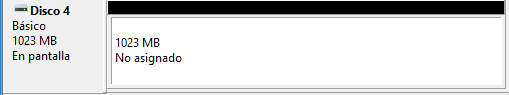 Disco 4
Básico
1023 MB
En pantalla
1023 MB
No asignado